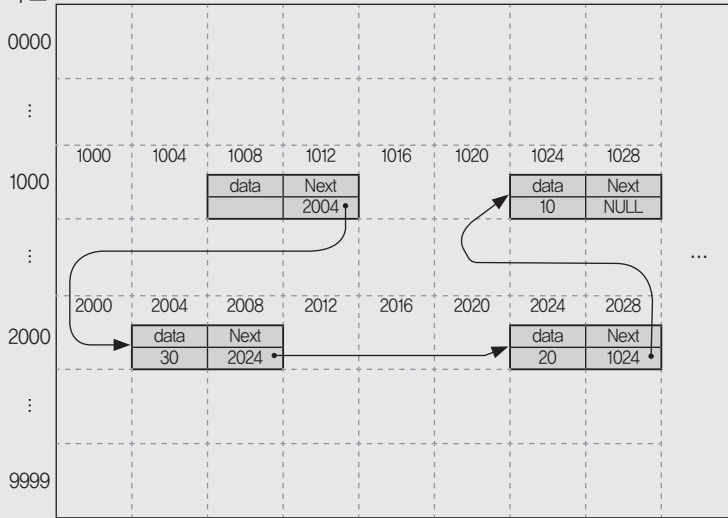 0000
⋮
1000 1004 1008 1012 1016 1020 1024 1028
1000 data Next data Next
2004 10 NULL
⋮ ...
2000 2004 2008 2012 2016 2020 2024 2028
2000 data Next data Next
30 2024 20 1024
⋮
9999